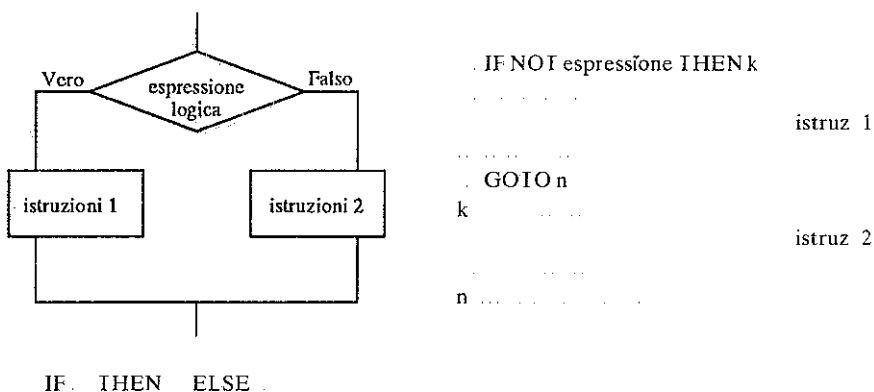 Vero
espressione
logica
Falso
istruzioni 1
istruzioni 2
. IF NOT espressione THEN k
. . . . .
istruz 1
. . . . . . .
. GOTO n
k . . . .
istruz 2
. . . . .
n . . . . . . . .
IF . THEN ELSE .